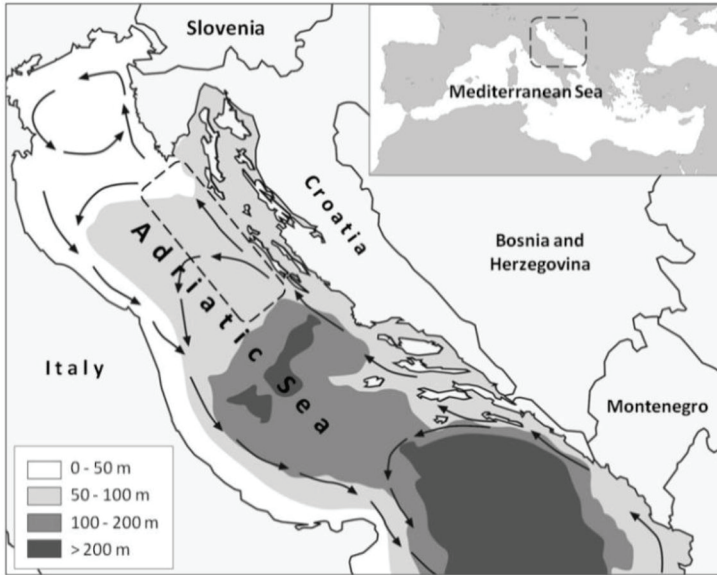 Slovenia
Mediterranean Sea
Croatia
Bosnia and
Herzegovina
Adriatic Sea
Italy
Montenegro
0 - 50 m
50 - 100 m
100 - 200 m
> 200 m